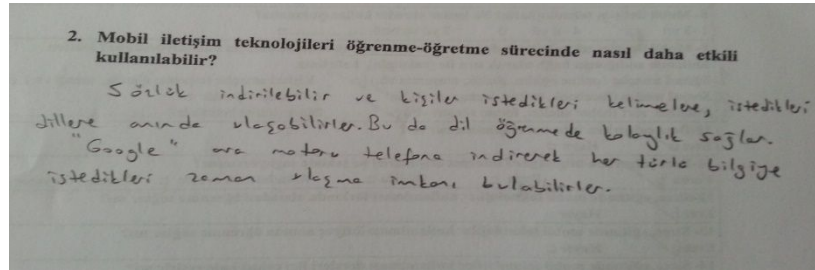 2. Mobil iletişim teknolojileri öğrenme-öğretme sürecinde nasıl daha etkili
kullanılabilir?
Sözlük indirilebilir ve kişiler istedikleri kelimelere, istedikleri
dillere anında ulaşabilirler. Bu da dil öğrenmede kolaylık sağlar.
"Google" ara motoru telefona indirerek her türlü bilgiye
istedikleri zaman ulaşma imkanı bulabilirler.